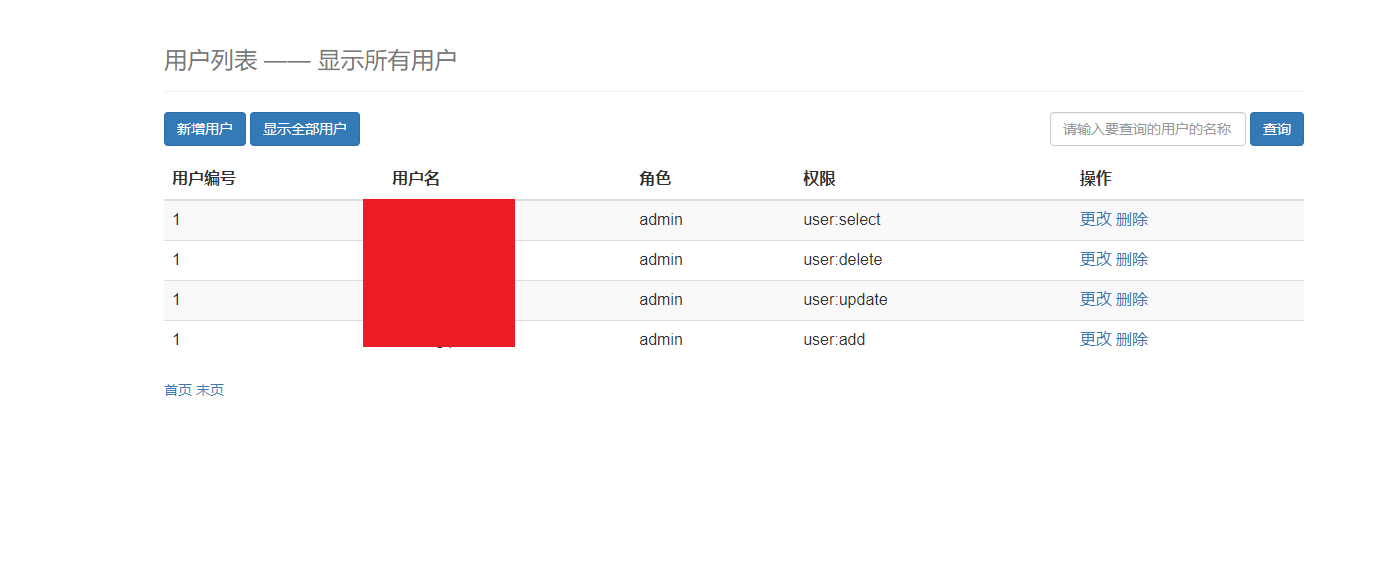 用户列表 —— 显示所有用户
新增用户 显示全部用户 请输入要查询的用户的名称 查询
用户编号 用户名 角色 权限 操作
1 admin user:select 更改 删除
1 admin user:delete 更改 删除
1 admin user:update 更改 删除
1 admin user:add 更改 删除
首页 末页